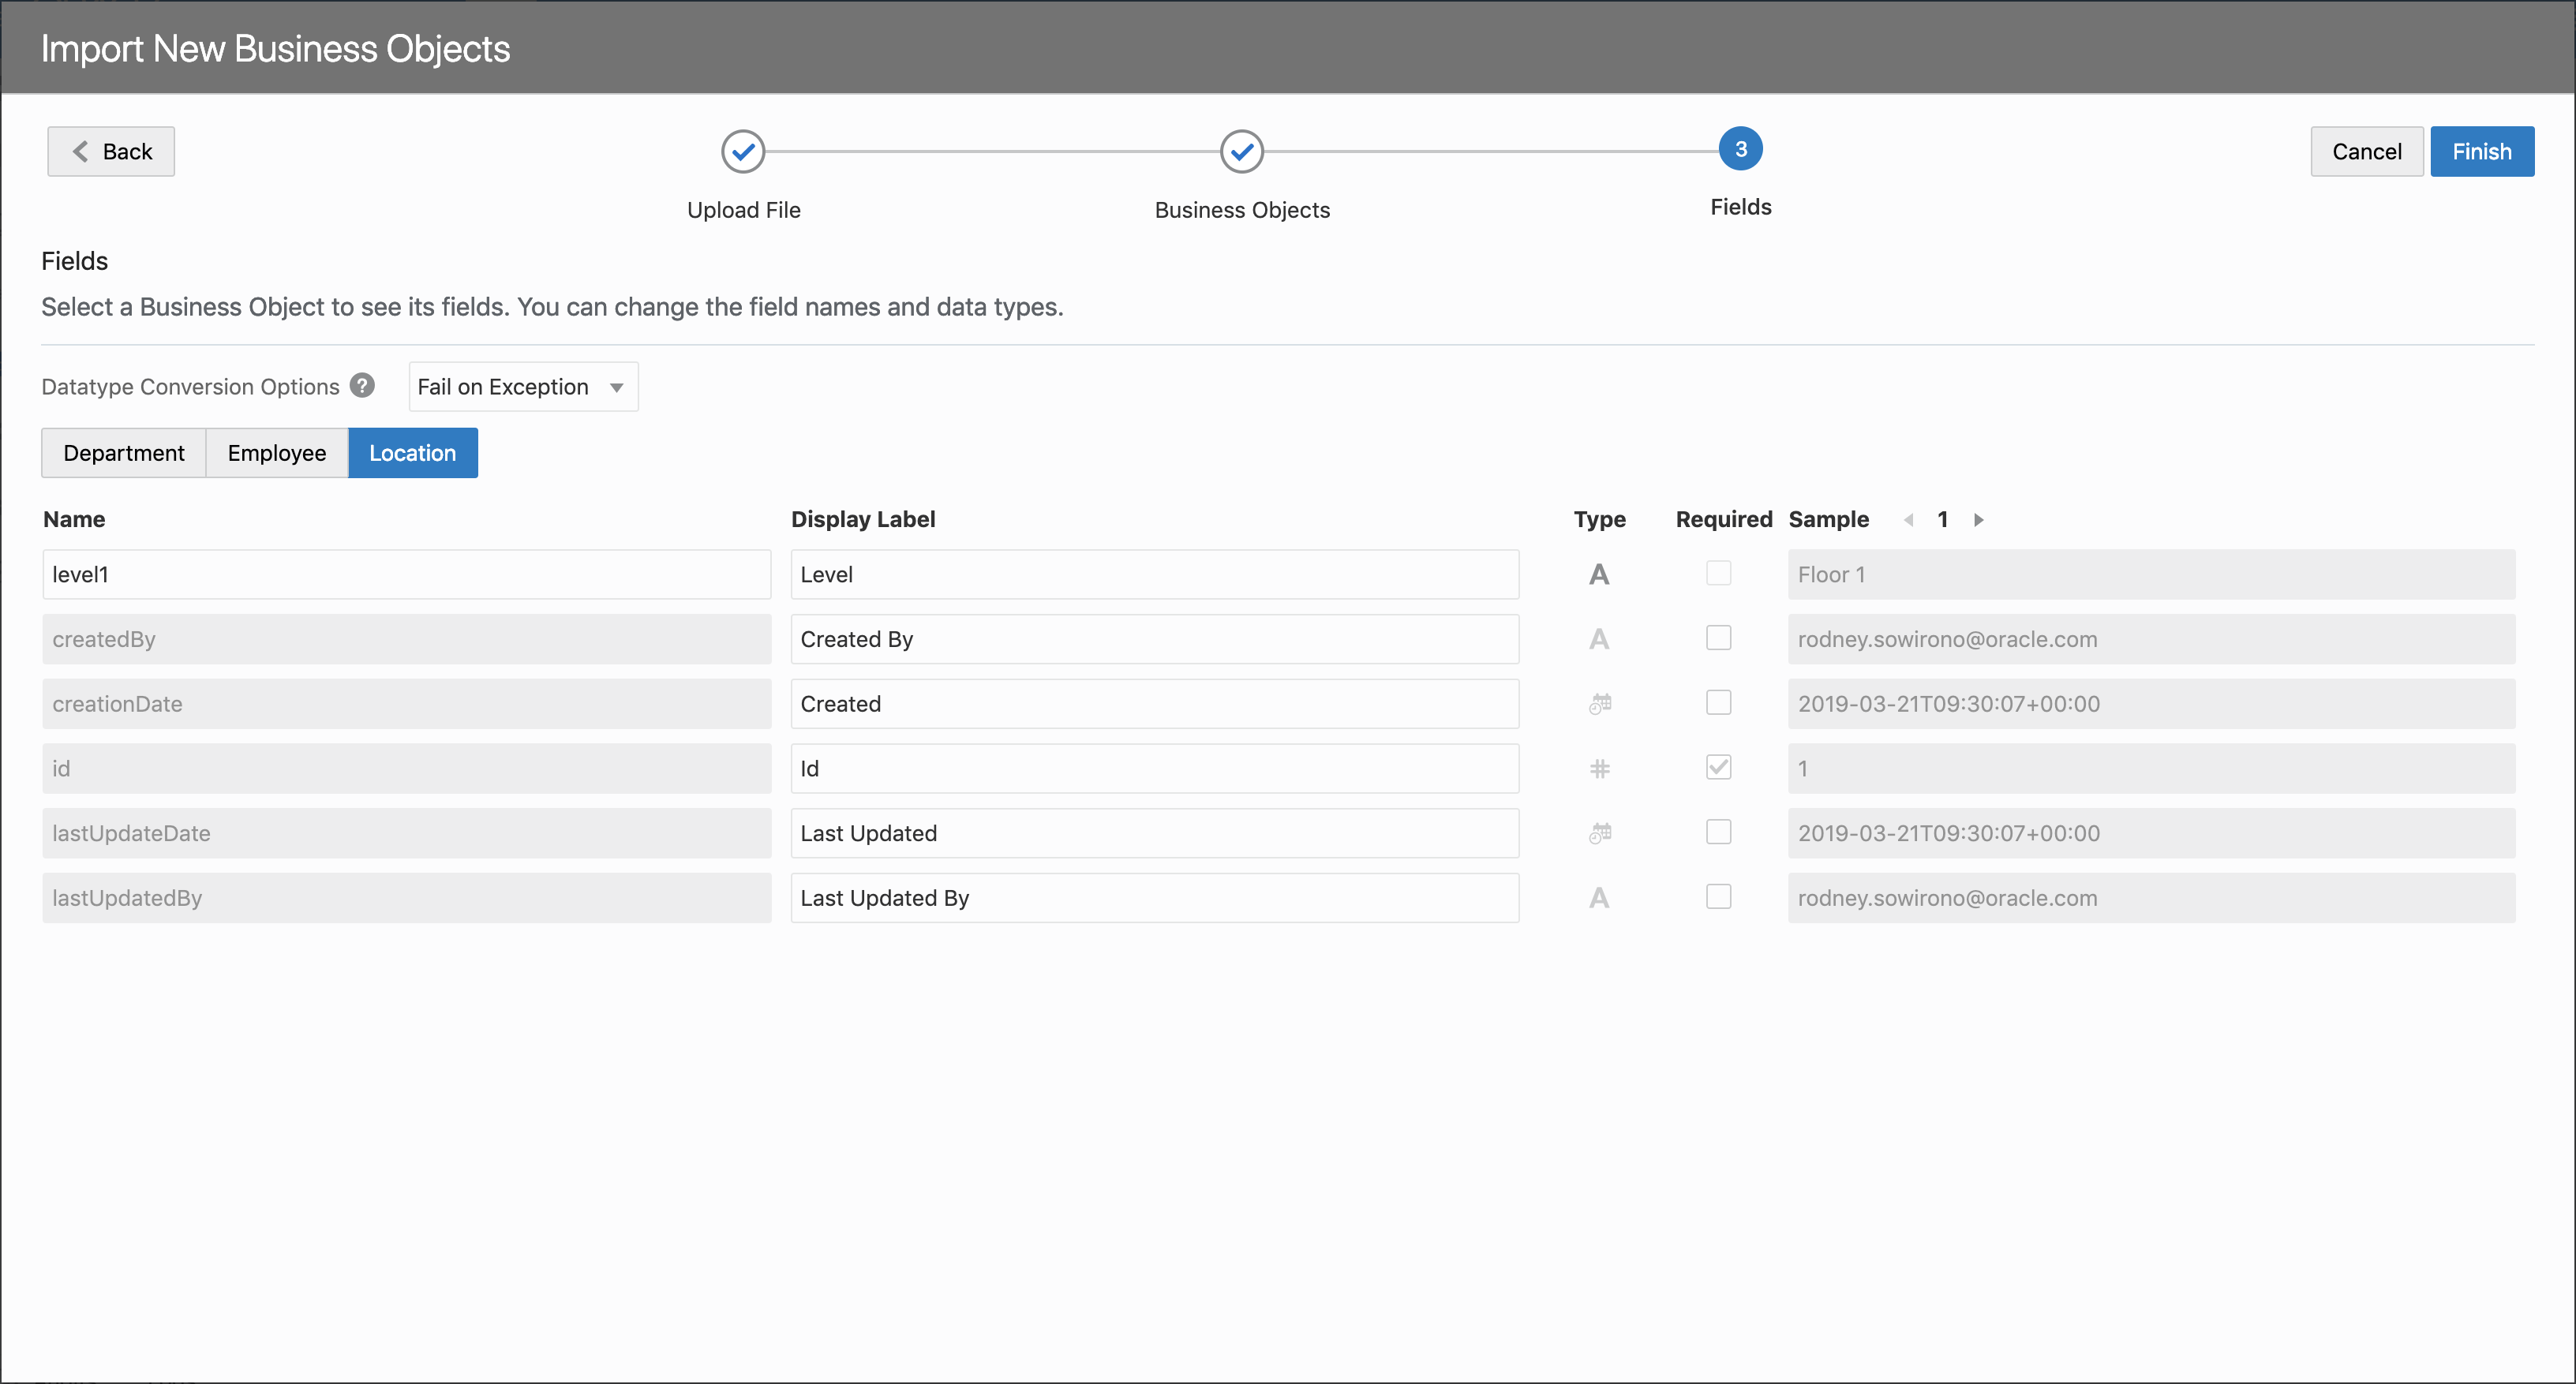 Import New Business Objects
Back
3
Cancel
Finish
Upload File
Business Objects
Fields
Fields
Select a Business Object to see its fields. You can change the field names and data types.
Datatype Conversion Options ? Fail on Exception
Department Employee Location
Name Display Label Type Required Sample 1
level1 Level A Floor 1
createdBy Created By A rodney.sowirono@oracle.com
creationDate Created 2019-03-21T09:30:07+00:00
id Id # 1
lastUpdateDate Last Updated 2019-03-21T09:30:07+00:00
lastUpdatedBy Last Updated By A rodney.sowirono@oracle.com